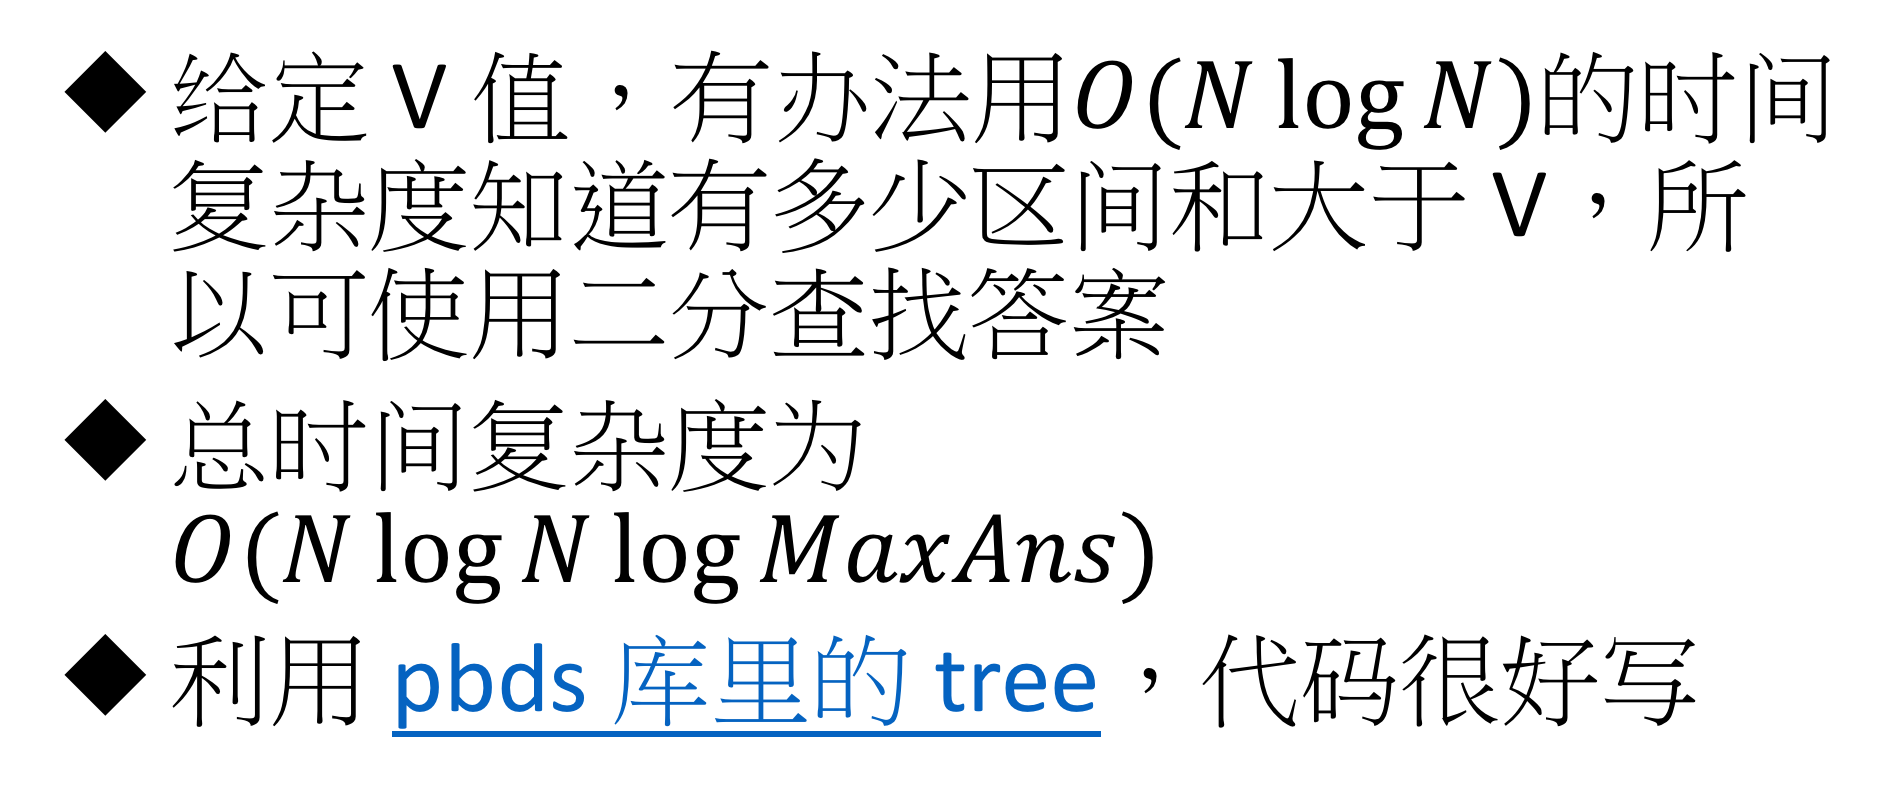 ◆ 给定 V 值，有办法用O(N log N)的时间
复杂度知道有多少区间和大于 V，所
以可使用二分查找答案
◆ 总时间复杂度为
O(N log N log MaxAns)
◆ 利用 pbds 库里的 tree，代码很好写